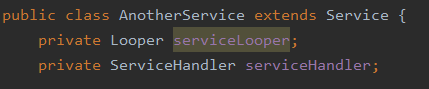 public class AnotherService extends Service {
private Looper serviceLooper;
private ServiceHandler serviceHandler;